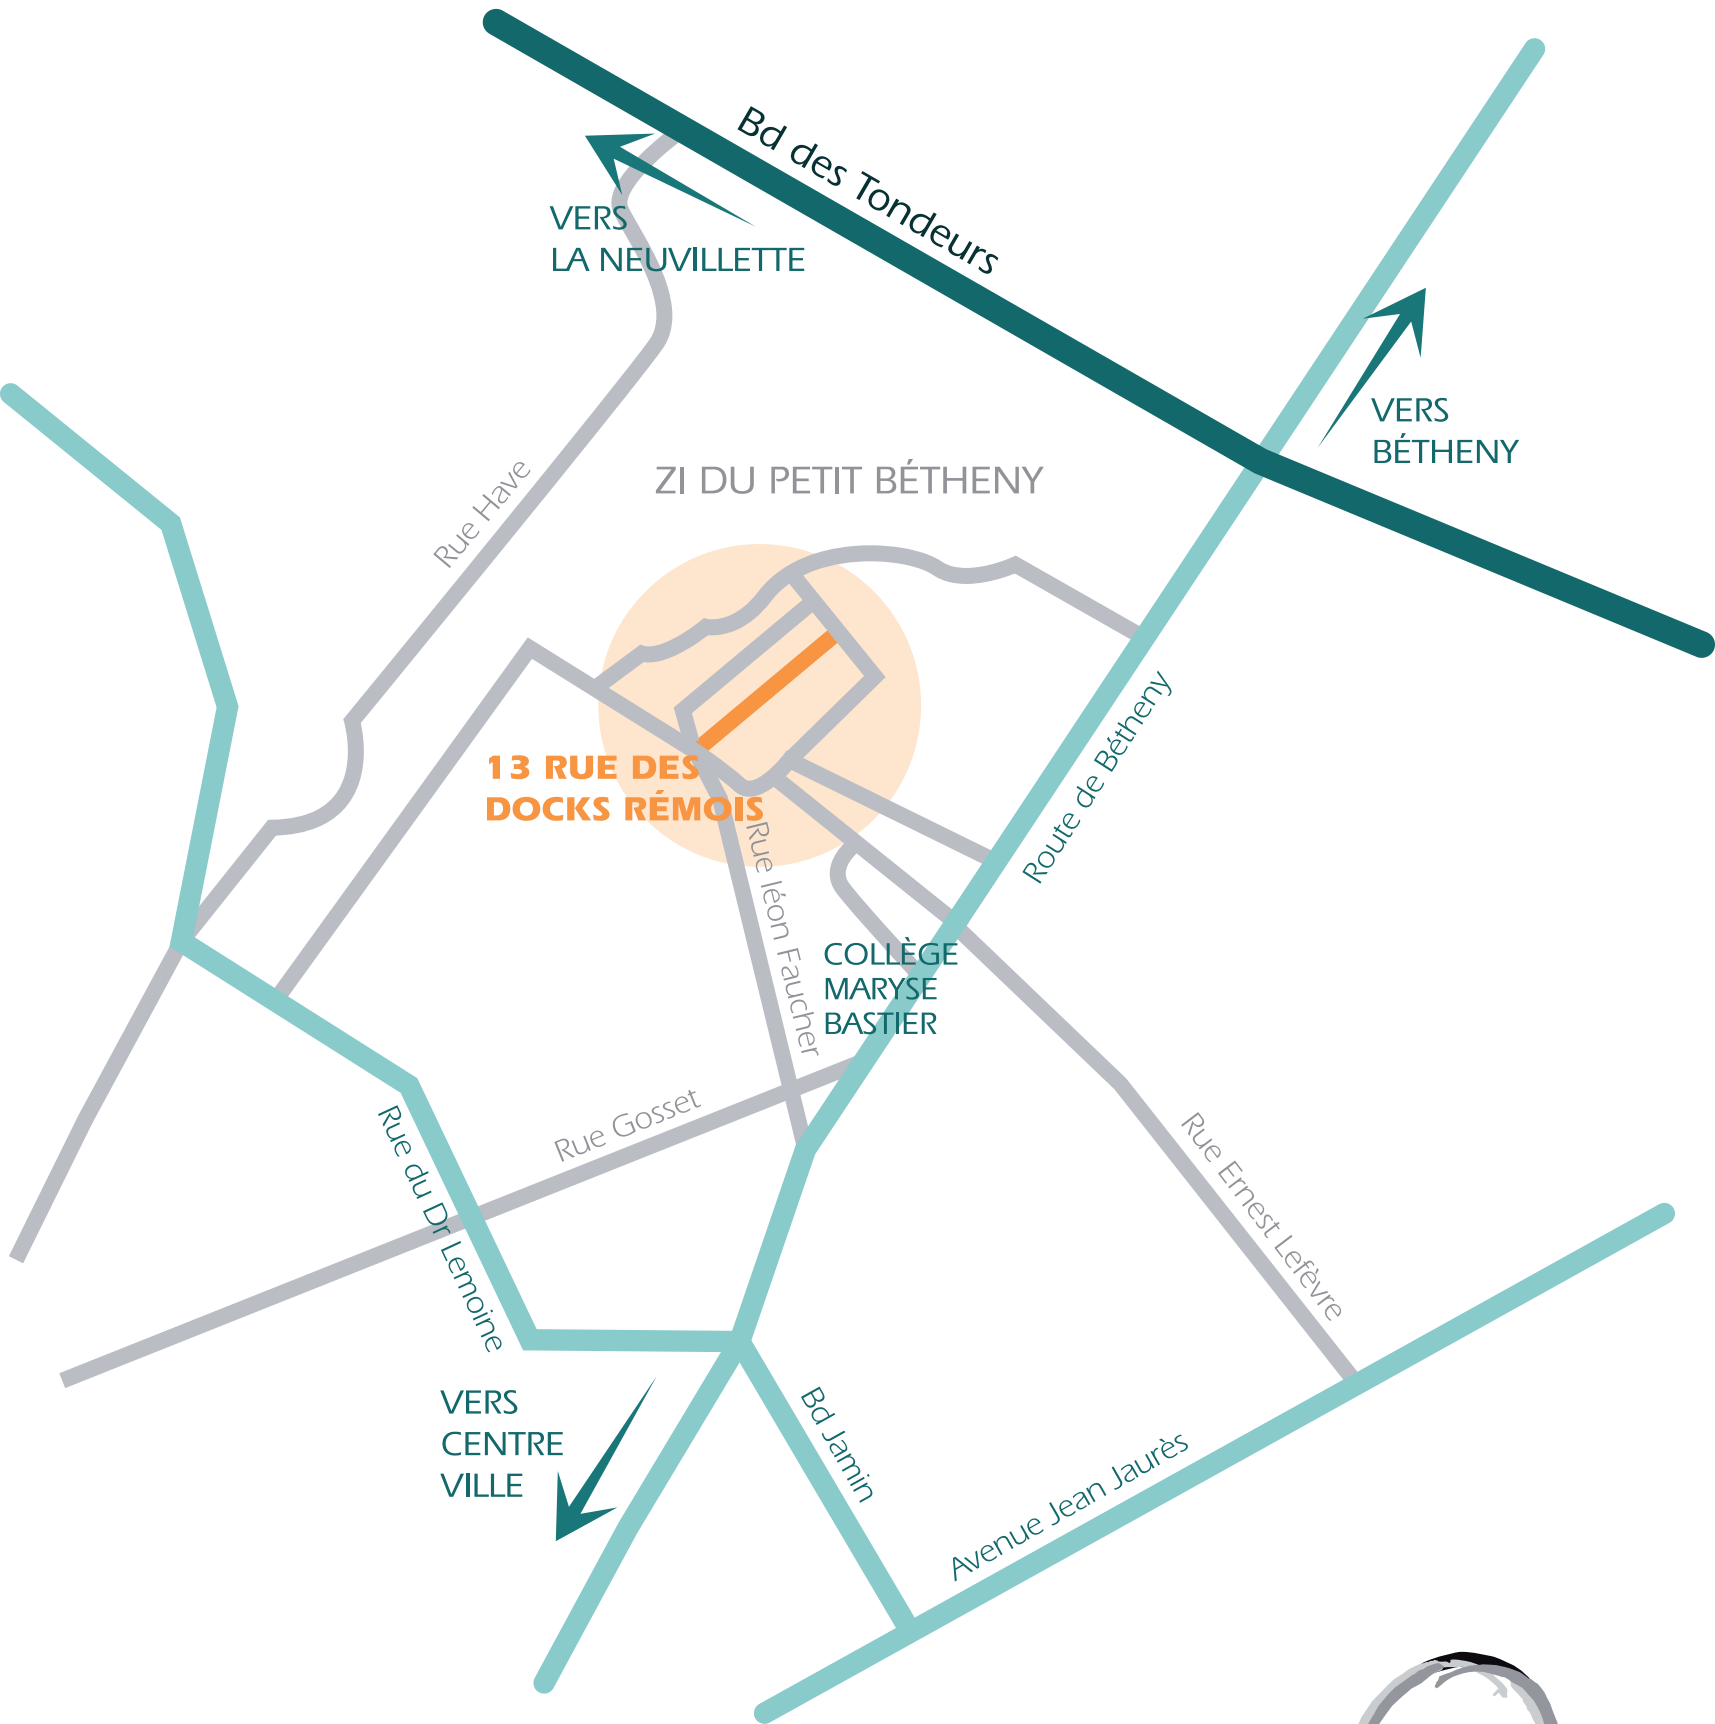 Bd des Tondeurs
VERS
LA NEUVILLETTE
VERS
BÉTHENY
Rue Have
ZI DU PETIT BÉTHENY
13 RUE DES
DOCKS RÉMOIS
Route de Bétheny
Rue léon Faucher
COLLÈGE
MARYSE
BASTIER
Rue Gosset
Rue du Dr Lemoine
Rue Ernest Lefèvre
VERS
CENTRE
VILLE
Bd Jamin
Avenue Jean Jaurès